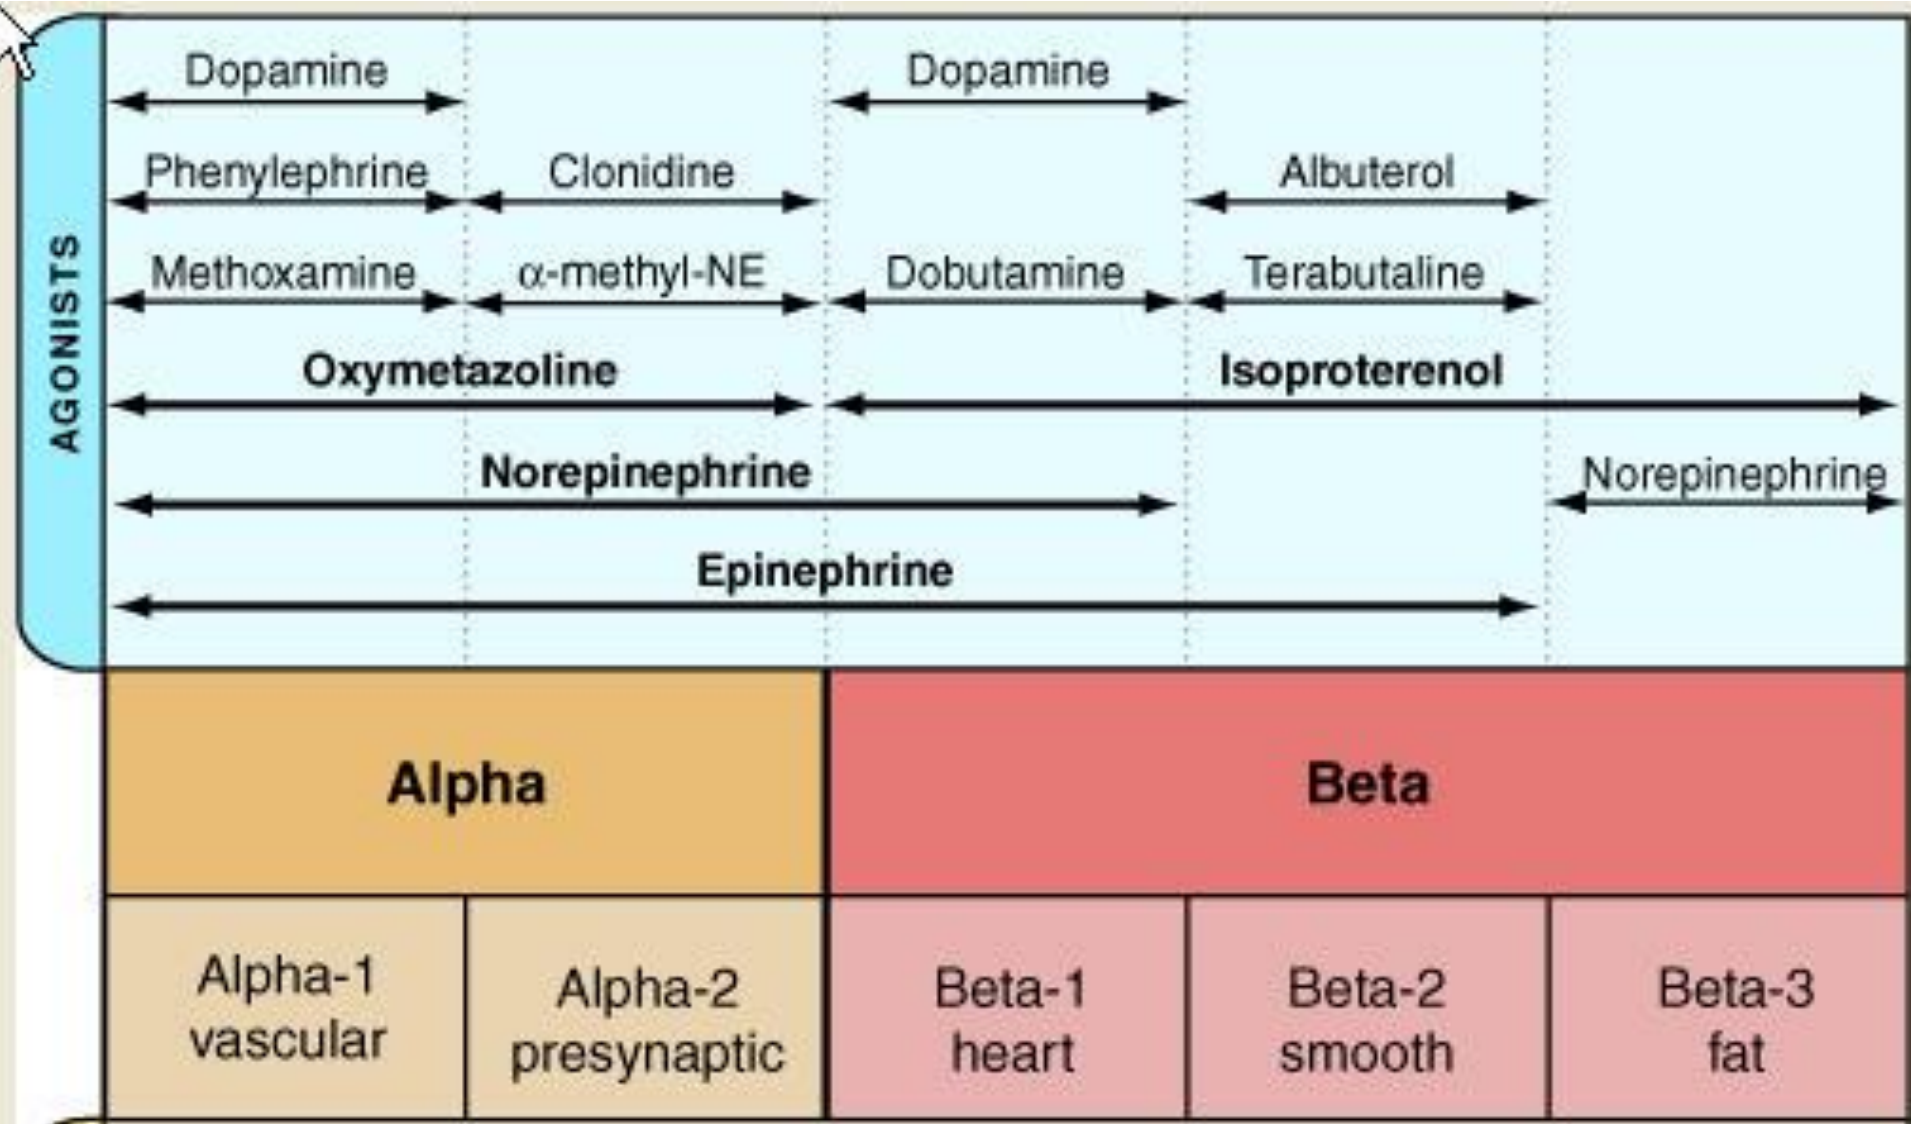 AGONISTS
Dopamine
Dopamine
Phenylephrine
Clonidine
Albuterol
Methoxamine
α-methyl-NE
Dobutamine
Terabutaline
Oxymetazoline
Isoproterenol
Norepinephrine
Norepinephrine
Epinephrine
Alpha
Beta
Alpha-1
vascular
Alpha-2
presynaptic
Beta-1
heart
Beta-2
smooth
Beta-3
fat